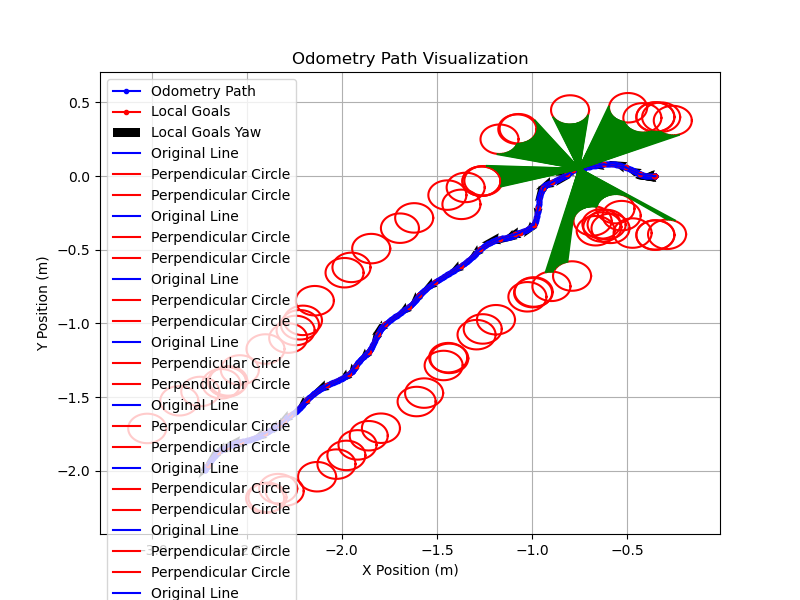 Odometry Path Visualization
Odometry Path
Local Goals
Local Goals Yaw
Original Line
Perpendicular Circle
Perpendicular Circle
Original Line
Perpendicular Circle
Perpendicular Circle
Original Line
Perpendicular Circle
Perpendicular Circle
Original Line
Perpendicular Circle
Perpendicular Circle
Original Line
Perpendicular Circle
Perpendicular Circle
Original Line
Perpendicular Circle
Perpendicular Circle
Original Line
Perpendicular Circle
Perpendicular Circle
Original Line
0.5
0.0
−0.5
−1.0
−1.5
−2.0
Y Position (m)
−2.0
−1.5
−1.0
−0.5
X Position (m)